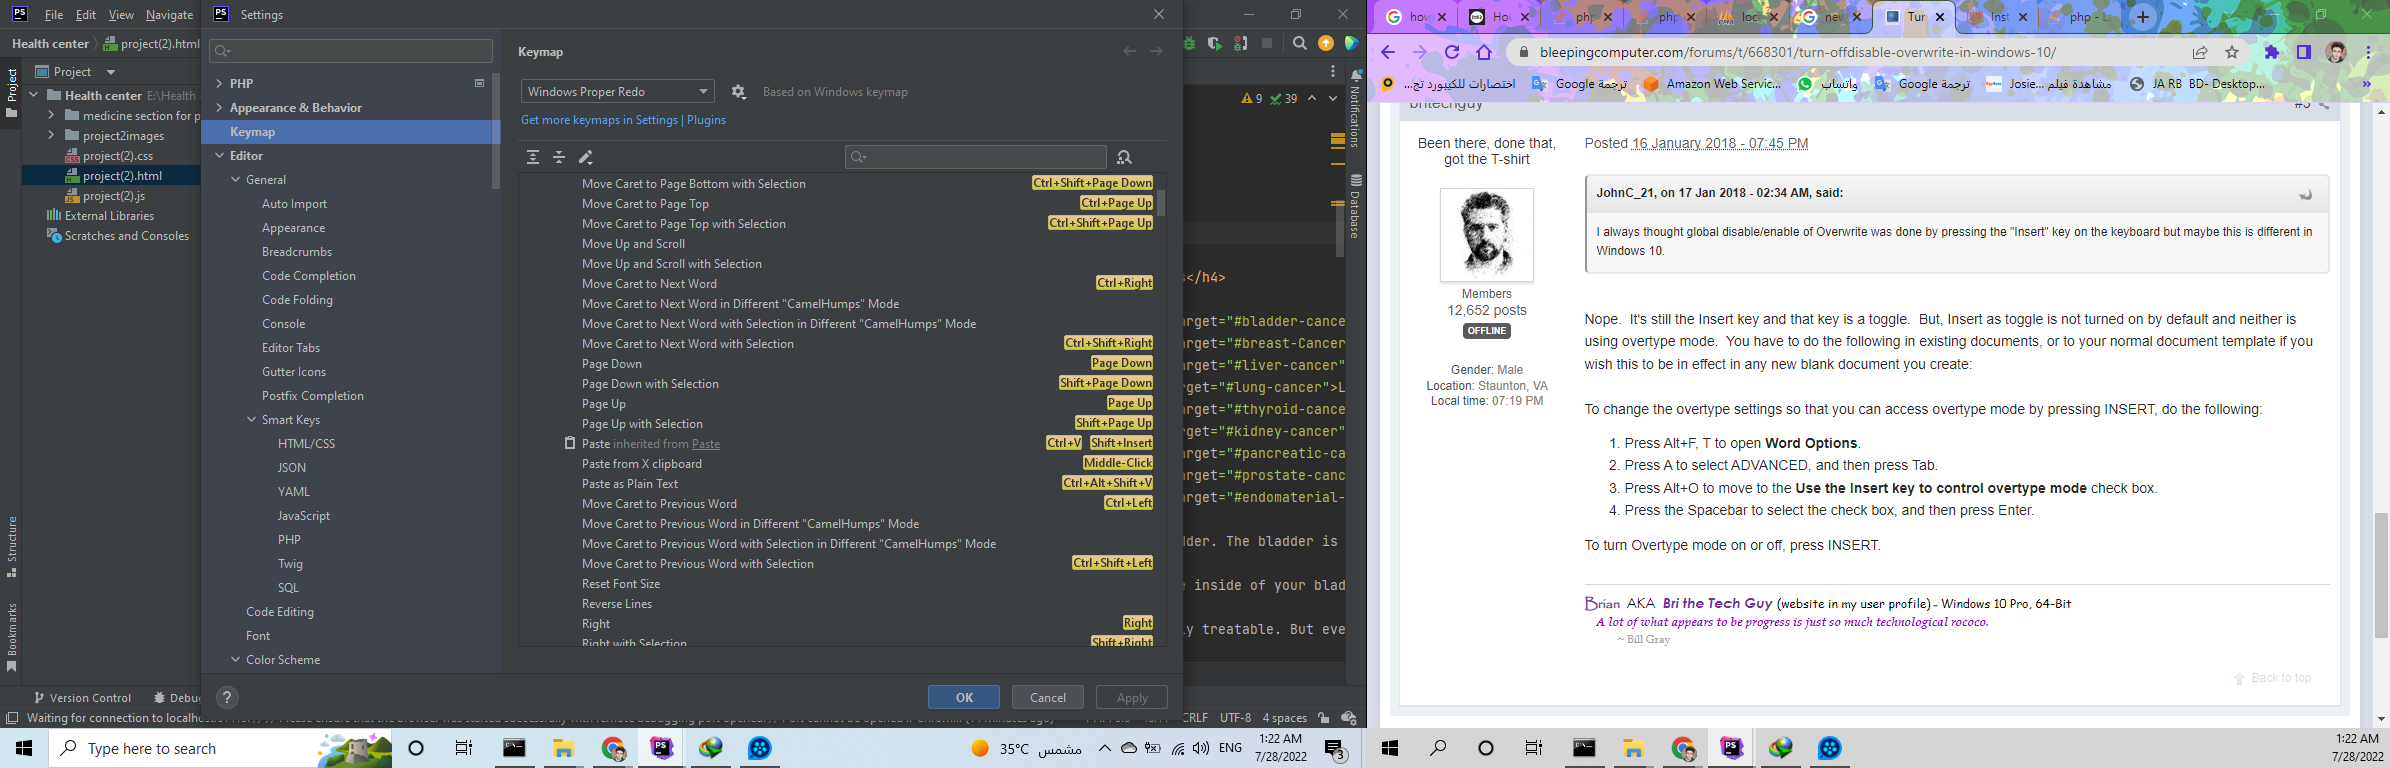 File Edit View Navigate
Settings
Health center project(2).html
Project
Health center E:\Health
medicine section for p
project2images
project(2).css
project(2).html
project(2).js
External Libraries
Scratches and Consoles
Project
Structure
Bookmarks
PHP
Appearance & Behavior
Keymap
Editor
General
Auto Import
Appearance
Breadcrumbs
Code Completion
Code Folding
Console
Editor Tabs
Gutter Icons
Postfix Completion
Smart Keys
HTML/CSS
JSON
YAML
JavaScript
PHP
Twig
SQL
Code Editing
Font
Color Scheme
Keymap
Windows Proper Redo
Based on Windows keymap
Get more keymaps in Settings | Plugins
Move Caret to Page Bottom with Selection Ctrl+Shift+Page Down
Move Caret to Page Top Ctrl+Page Up
Move Caret to Page Top with Selection Ctrl+Shift+Page Up
Move Up and Scroll
Move Up and Scroll with Selection
Move Caret to Next Word Ctrl+Right
Move Caret to Next Word in Different "CamelHumps" Mode
Move Caret to Next Word with Selection in Different "CamelHumps" Mode
Move Caret to Next Word with Selection Ctrl+Shift+Right
Page Down Page Down
Page Down with Selection Shift+Page Down
Page Up Page Up
Page Up with Selection Shift+Page Up
Paste inherited from Paste Ctrl+V Shift+Insert
Paste from X clipboard Middle-Click
Paste as Plain Text Ctrl+Alt+Shift+V
Move Caret to Previous Word Ctrl+Left
Move Caret to Previous Word in Different "CamelHumps" Mode
Move Caret to Previous Word with Selection in Different "CamelHumps" Mode
Move Caret to Previous Word with Selection Ctrl+Shift+Left
Reset Font Size
Reverse Lines
Right Right
Right with Selection Shift+Right
OK Cancel Apply
9 39
Notifications
Database
s</h4>
arget="#bladder-cance
arget="#breast-Cancer
arget="#liver-cancer"
arget="#lung-cancer">L
arget="#thyroid-cance
arget="#kidney-cancer"
arget="#pancreatic-ca
arget="#prostate-canc
arget="#endomaterial-
dder. The bladder is
e inside of your blad
ly treatable. But eve
Version Control Debug
Waiting for connection to localhos
CRLF UTF-8 4 spaces
Type here to search
35°C مشمس
ENG
1:22 AM
7/28/2022
3
how Hov php php loca nev Turn Inst php - L
bleepingcomputer.com/forums/t/668301/turn-offdisable-overwrite-in-windows-10/
اختصارات للكيبورد تج... ترجمة Google Amazon Web Servic... واتساب ترجمة Google مشاهدة فيلم Josie... JA RB BD- Desktop... »
britechguy #5
Been there, done that,
got the T-shirt
Members
12,652 posts
OFFLINE
Gender: Male
Location: Staunton, VA
Local time: 07:19 PM
Posted 16 January 2018 - 07:45 PM
JohnC_21, on 17 Jan 2018 - 02:34 AM, said:
I always thought global disable/enable of Overwrite was done by pressing the "Insert" key on the keyboard but maybe this is different in
Windows 10.
Nope. It's still the Insert key and that key is a toggle. But, Insert as toggle is not turned on by default and neither is
using overtype mode. You have to do the following in existing documents, or to your normal document template if you
wish this to be in effect in any new blank document you create:
To change the overtype settings so that you can access overtype mode by pressing INSERT, do the following:
1. Press Alt+F, T to open Word Options.
2. Press A to select ADVANCED, and then press Tab.
3. Press Alt+O to move to the Use the Insert key to control overtype mode check box.
4. Press the Spacebar to select the check box, and then press Enter.
To turn Overtype mode on or off, press INSERT.
Brian AKA Bri the Tech Guy (website in my user profile) - Windows 10 Pro, 64-Bit
A lot of what appears to be progress is just so much technological rococo.
~ Bill Gray
Back to top
1:22 AM
7/28/2022